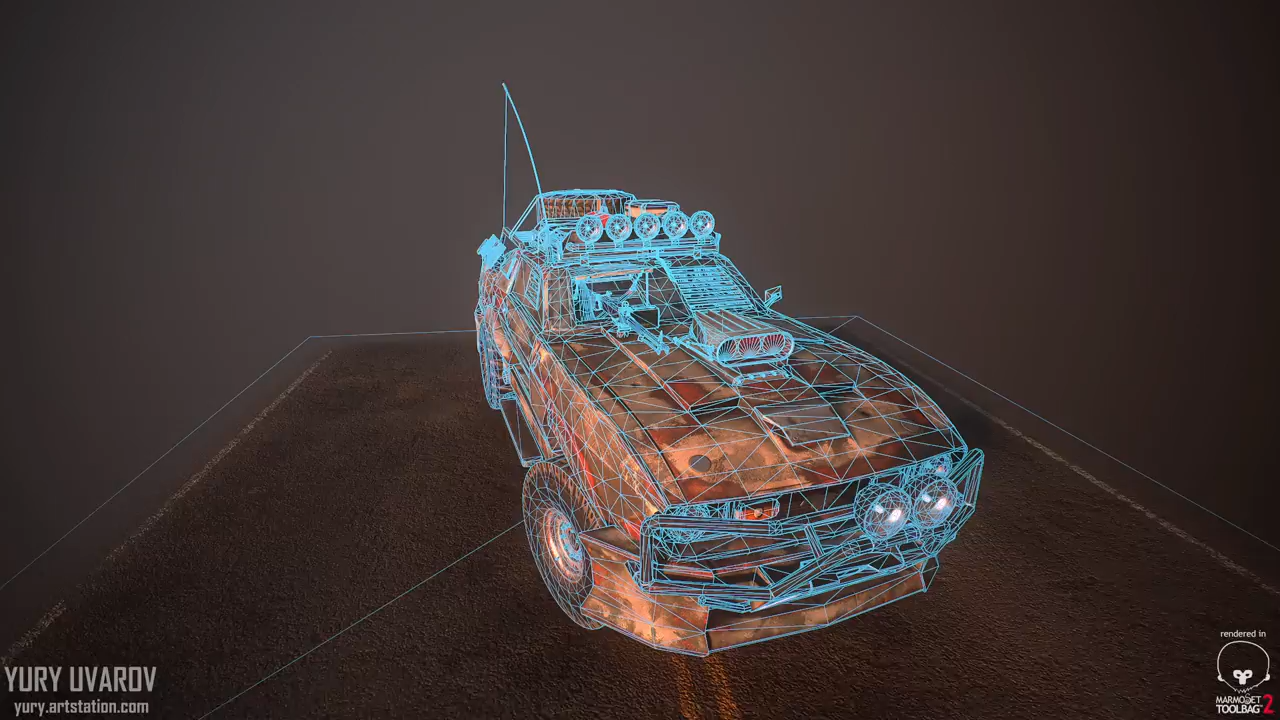 YURY UVAROV
yury.artstation.com
rendered in
MARMOSET
TOOLBAG 2